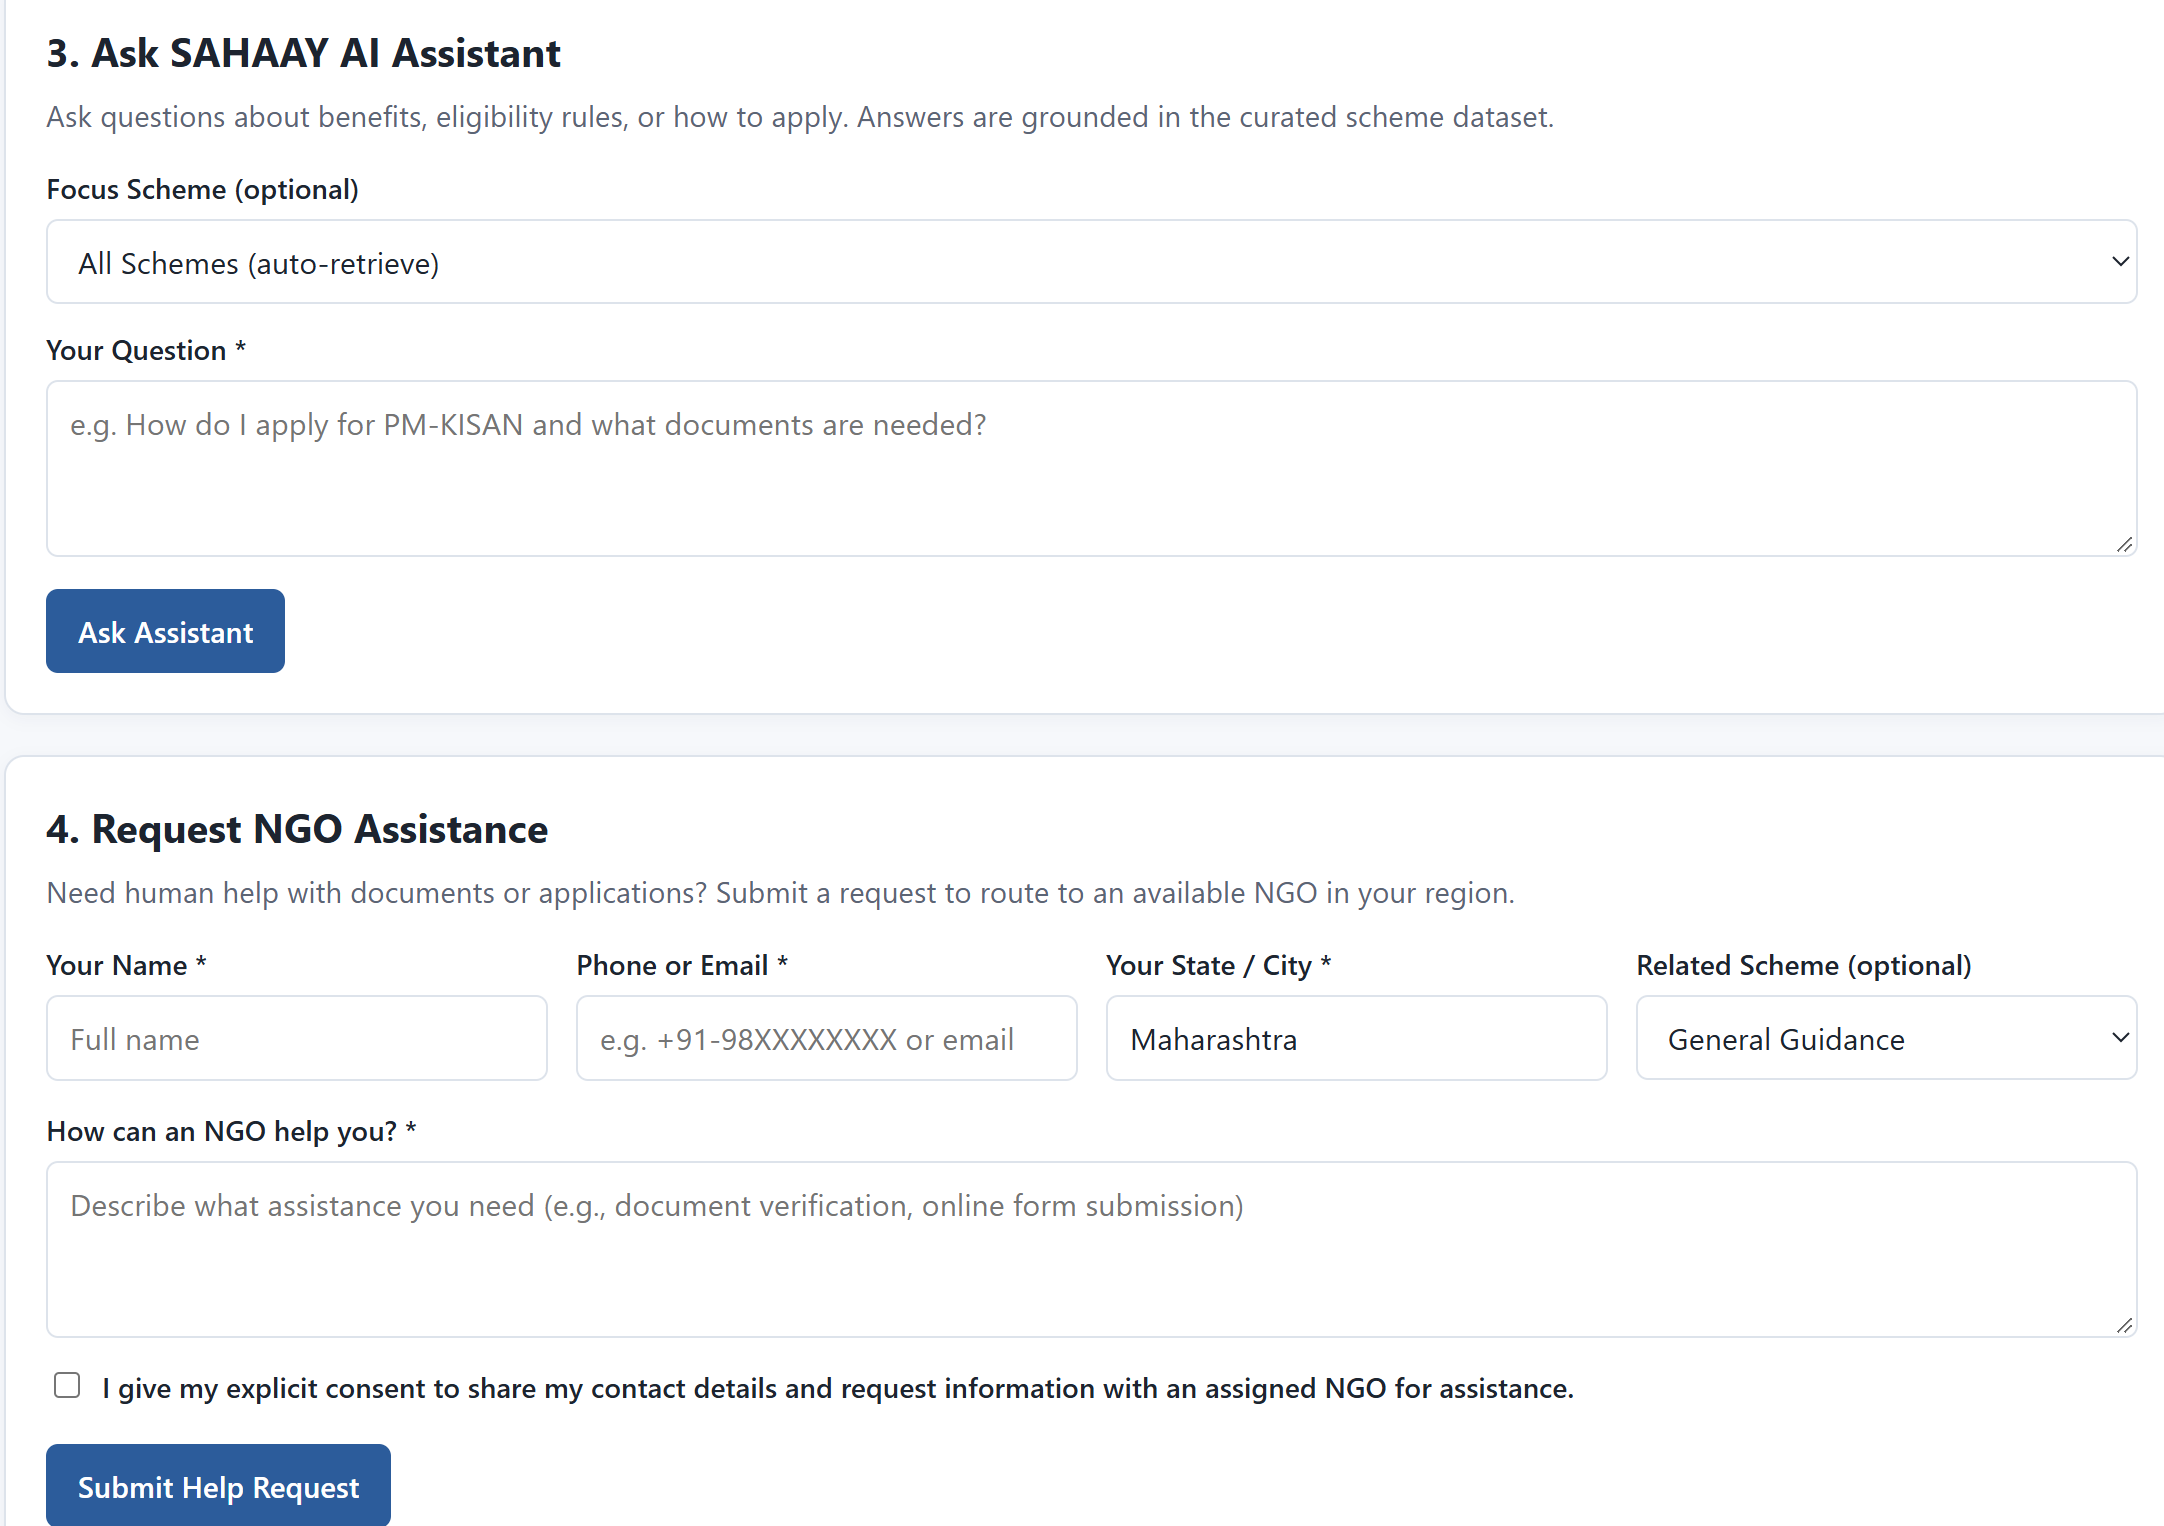 3. Ask SAHAAY AI Assistant
Ask questions about benefits, eligibility rules, or how to apply. Answers are grounded in the curated scheme dataset.
Focus Scheme (optional)
All Schemes (auto-retrieve)
Your Question *
e.g. How do I apply for PM-KISAN and what documents are needed?
Ask Assistant
4. Request NGO Assistance
Need human help with documents or applications? Submit a request to route to an available NGO in your region.
Your Name * Phone or Email * Your State / City * Related Scheme (optional)
Full name e.g. +91-98XXXXXXXX or email Maharashtra General Guidance
How can an NGO help you? *
Describe what assistance you need (e.g., document verification, online form submission)
I give my explicit consent to share my contact details and request information with an assigned NGO for assistance.
Submit Help Request